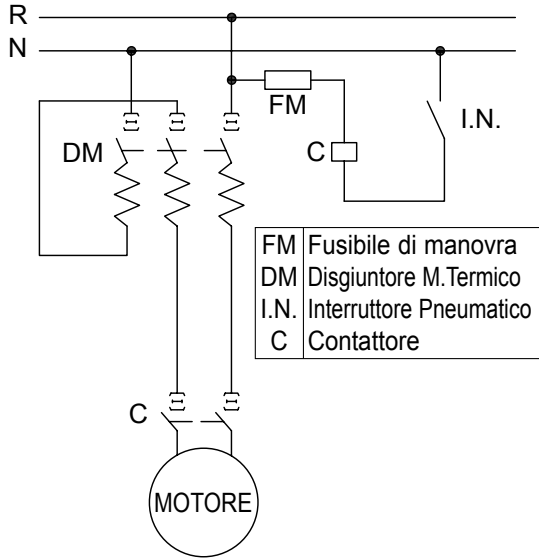 R
N
FM
I.N.
DM
C
FM Fusibile di manovra
DM Disgiuntore M.Termico
I.N. Interruttore Pneumatico
C Contattore
C
MOTORE